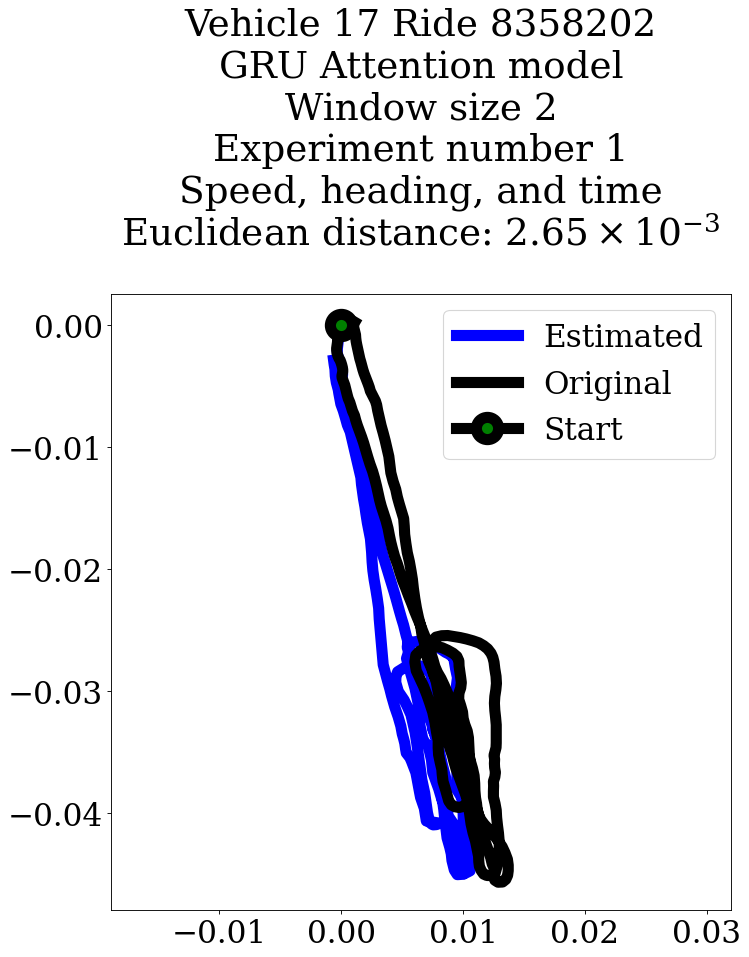 Vehicle 17 Ride 8358202
GRU Attention model
Window size 2
Experiment number 1
Speed, heading, and time
Euclidean distance: 2.65 × 10⁻³
Estimated
Original
Start
0.00
−0.01
−0.02
−0.03
−0.04
−0.01 0.00 0.01 0.02 0.03